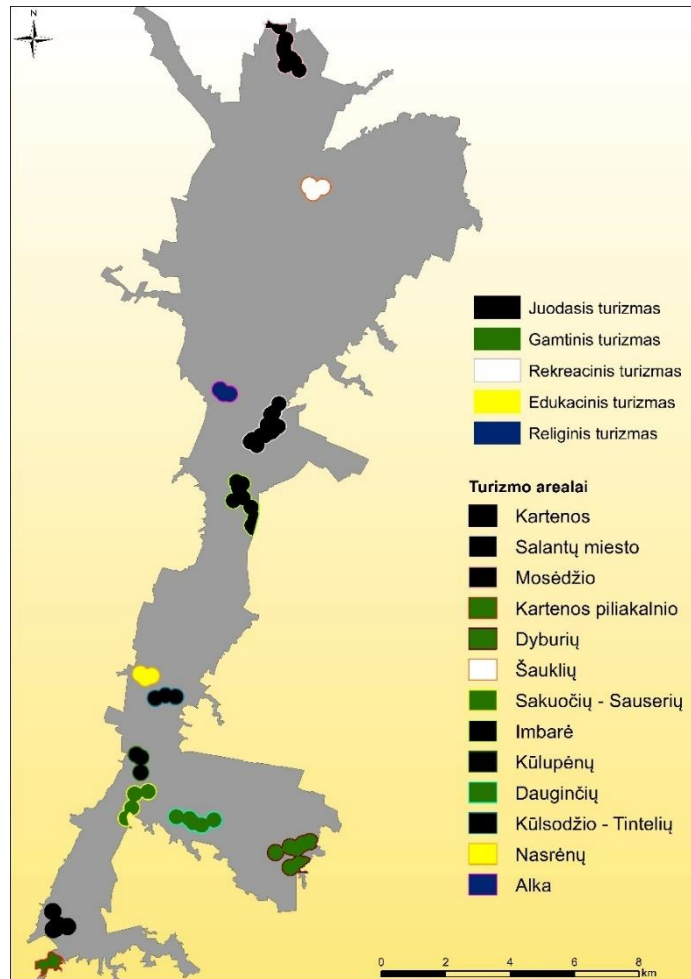 N
Juodasis turizmas
Gamtinis turizmas
Rekreacinis turizmas
Edukacinis turizmas
Religinis turizmas
Turizmo arealai
Kartenos
Salantų miesto
Mosėdžio
Kartenos piliakalnio
Dyburių
Šauklių
Sakuočių - Sauserių
Imbarė
Kūlupėnų
Dauginčių
Kūlsodžio - Tintelių
Nasrėnų
Alka
0 2 4 6 8
km